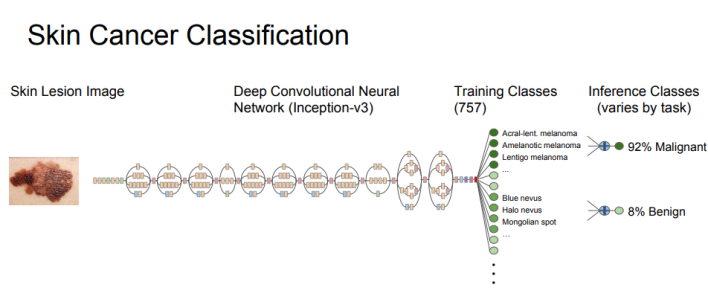 Skin Cancer Classification
Skin Lesion Image
Deep Convolutional Neural
Network (Inception-v3)
Training Classes
(757)
Inference Classes
(varies by task)
Acral-lent. melanoma
Amelanotic melanoma
Lentigo melanoma
...
Blue nevus
Halo nevus
Mongolian spot
...
92% Malignant
8% Benign